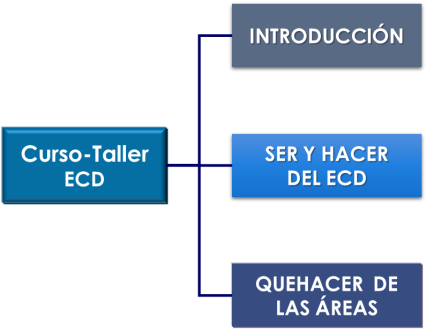 INTRODUCCIÓN
Curso-Taller
ECD
SER Y HACER
DEL ECD
QUEHACER DE
LAS ÁREAS